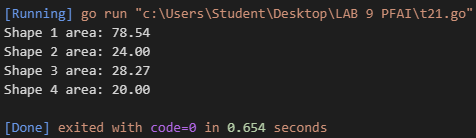 [Running] go run "c:\Users\Student\Desktop\LAB 9 PFAI\t21.go"
Shape 1 area: 78.54
Shape 2 area: 24.00
Shape 3 area: 28.27
Shape 4 area: 20.00
[Done] exited with code=0 in 0.654 seconds